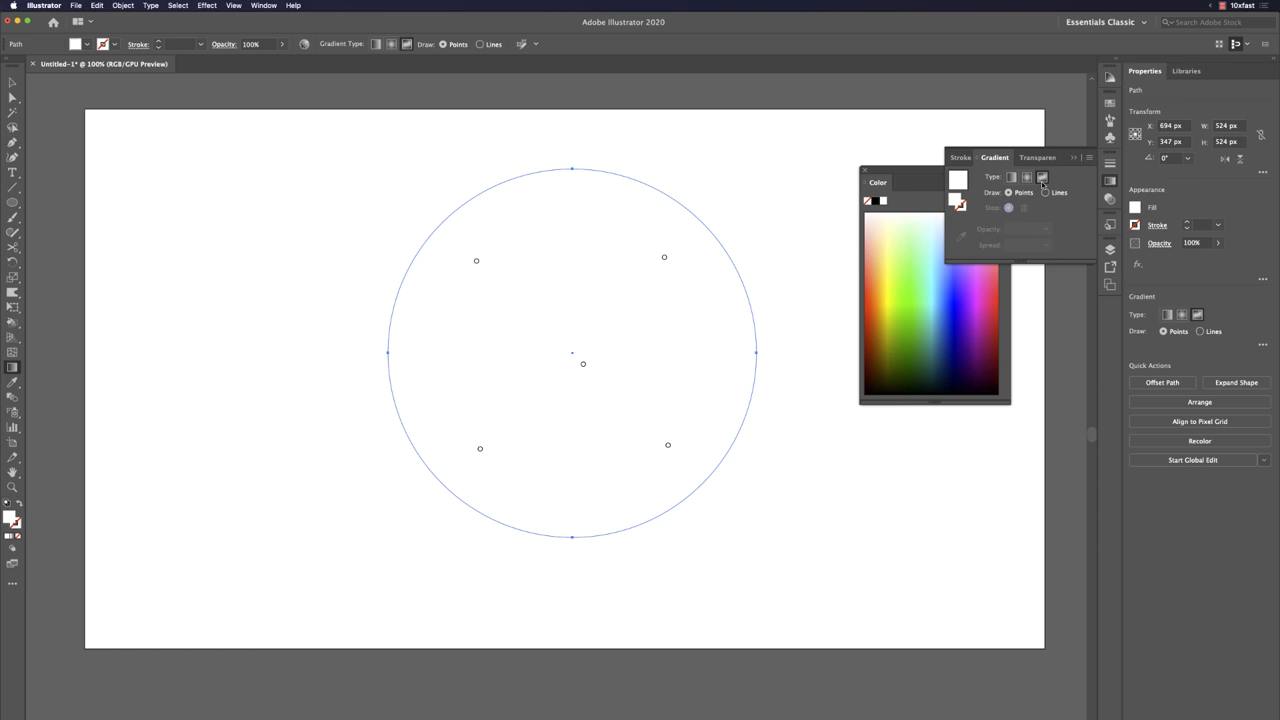 Illustrator File Edit Object Type Select Effect View Window Help 10xfast
Adobe Illustrator 2020 Essentials Classic Search Adobe Stock
Path Stroke: Opacity: 100% Gradient Type: Draw: Points Lines
Untitled-1* @ 100% (RGB/GPU Preview)
Properties Libraries
Path
Transform
X: 694 px W: 524 px
Y: 347 px H: 524 px
0°
Appearance
Fill
Stroke
Opacity 100%
fx.
Gradient
Type:
Draw: Points Lines
Quick Actions
Offset Path Expand Shape
Arrange
Align to Pixel Grid
Recolor
Start Global Edit
Stroke Gradient Transparen
Type:
Draw: Points Lines
Stop:
Opacity:
Spread:
Color